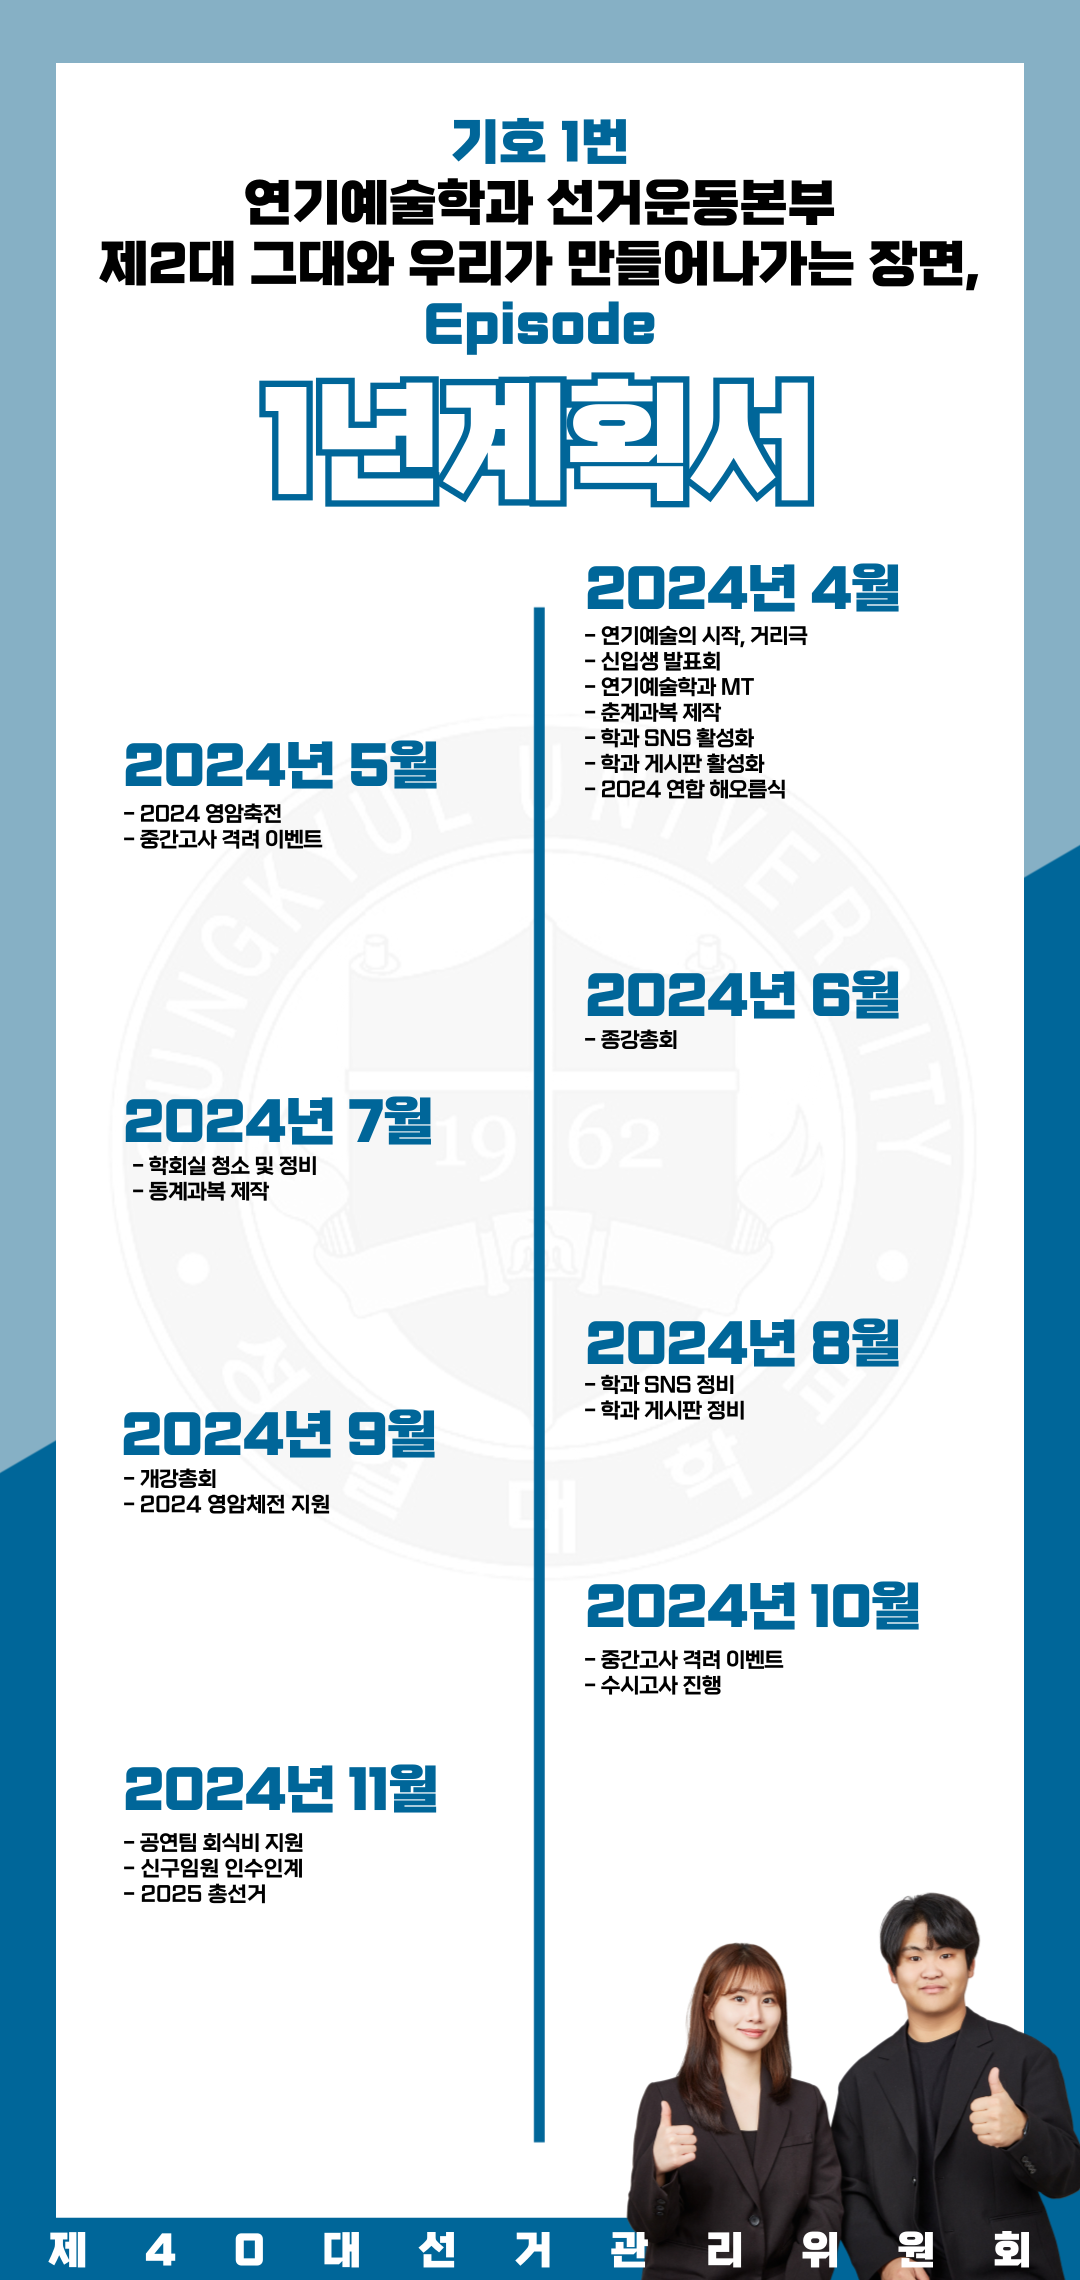 기호 1번
연기예술학과 선거운동본부
제2대 그대와 우리가 만들어나가는 장면,
Episode
1년계획서
2024년 4월
- 연기예술의 시작, 거리극
- 신입생 발표회
- 연기예술학과 MT
- 춘계과복 제작
- 학과 SNS 활성화
- 학과 게시판 활성화
- 2024 연합 해오름식
2024년 5월
- 2024 영암축전
- 중간고사 격려 이벤트
2024년 6월
- 종강총회
2024년 7월
- 학회실 청소 및 정비
- 동계과복 제작
2024년 8월
- 학과 SNS 정비
- 학과 게시판 정비
2024년 9월
- 개강총회
- 2024 영암체전 지원
2024년 10월
- 중간고사 격려 이벤트
- 수시고사 진행
2024년 11월
- 공연팀 회식비 지원
- 신구임원 인수인계
- 2025 총선거
SUNGKYUL UNIVERSITY
1962
성결대학교
제40대선거관리위원회